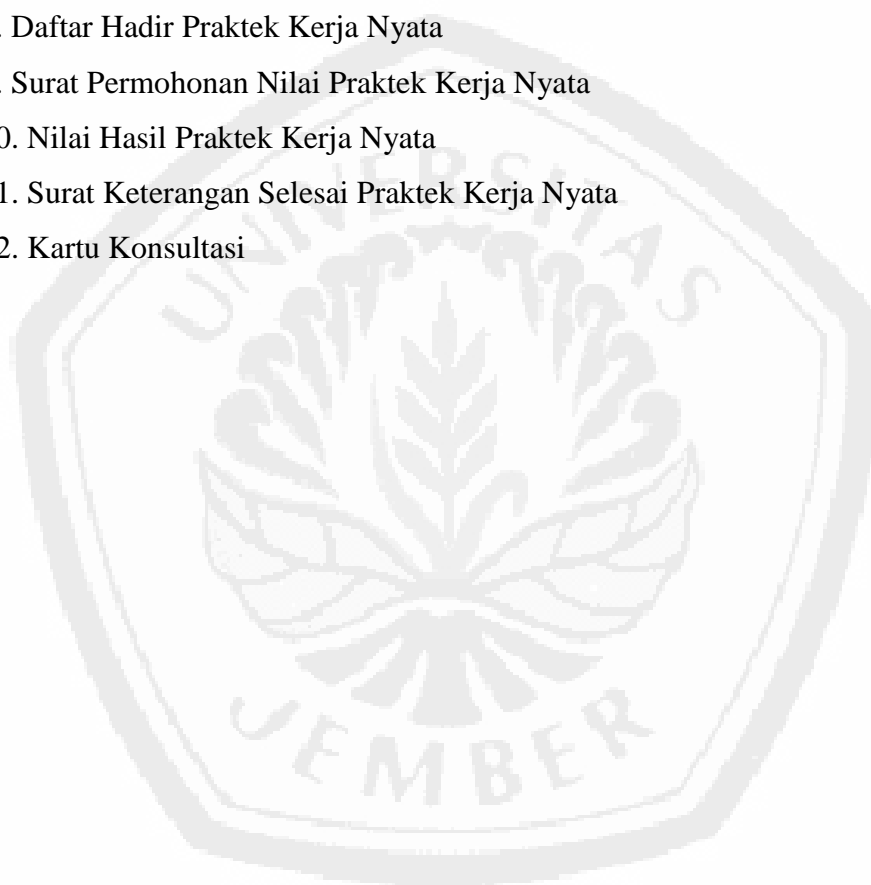 . Daftar Hadir Praktek Kerja Nyata
. Surat Permohonan Nilai Praktek Kerja Nyata
0. Nilai Hasil Praktek Kerja Nyata
1. Surat Keterangan Selesai Praktek Kerja Nyata
2. Kartu Konsultasi
UNIVERSITAS
JEMBER